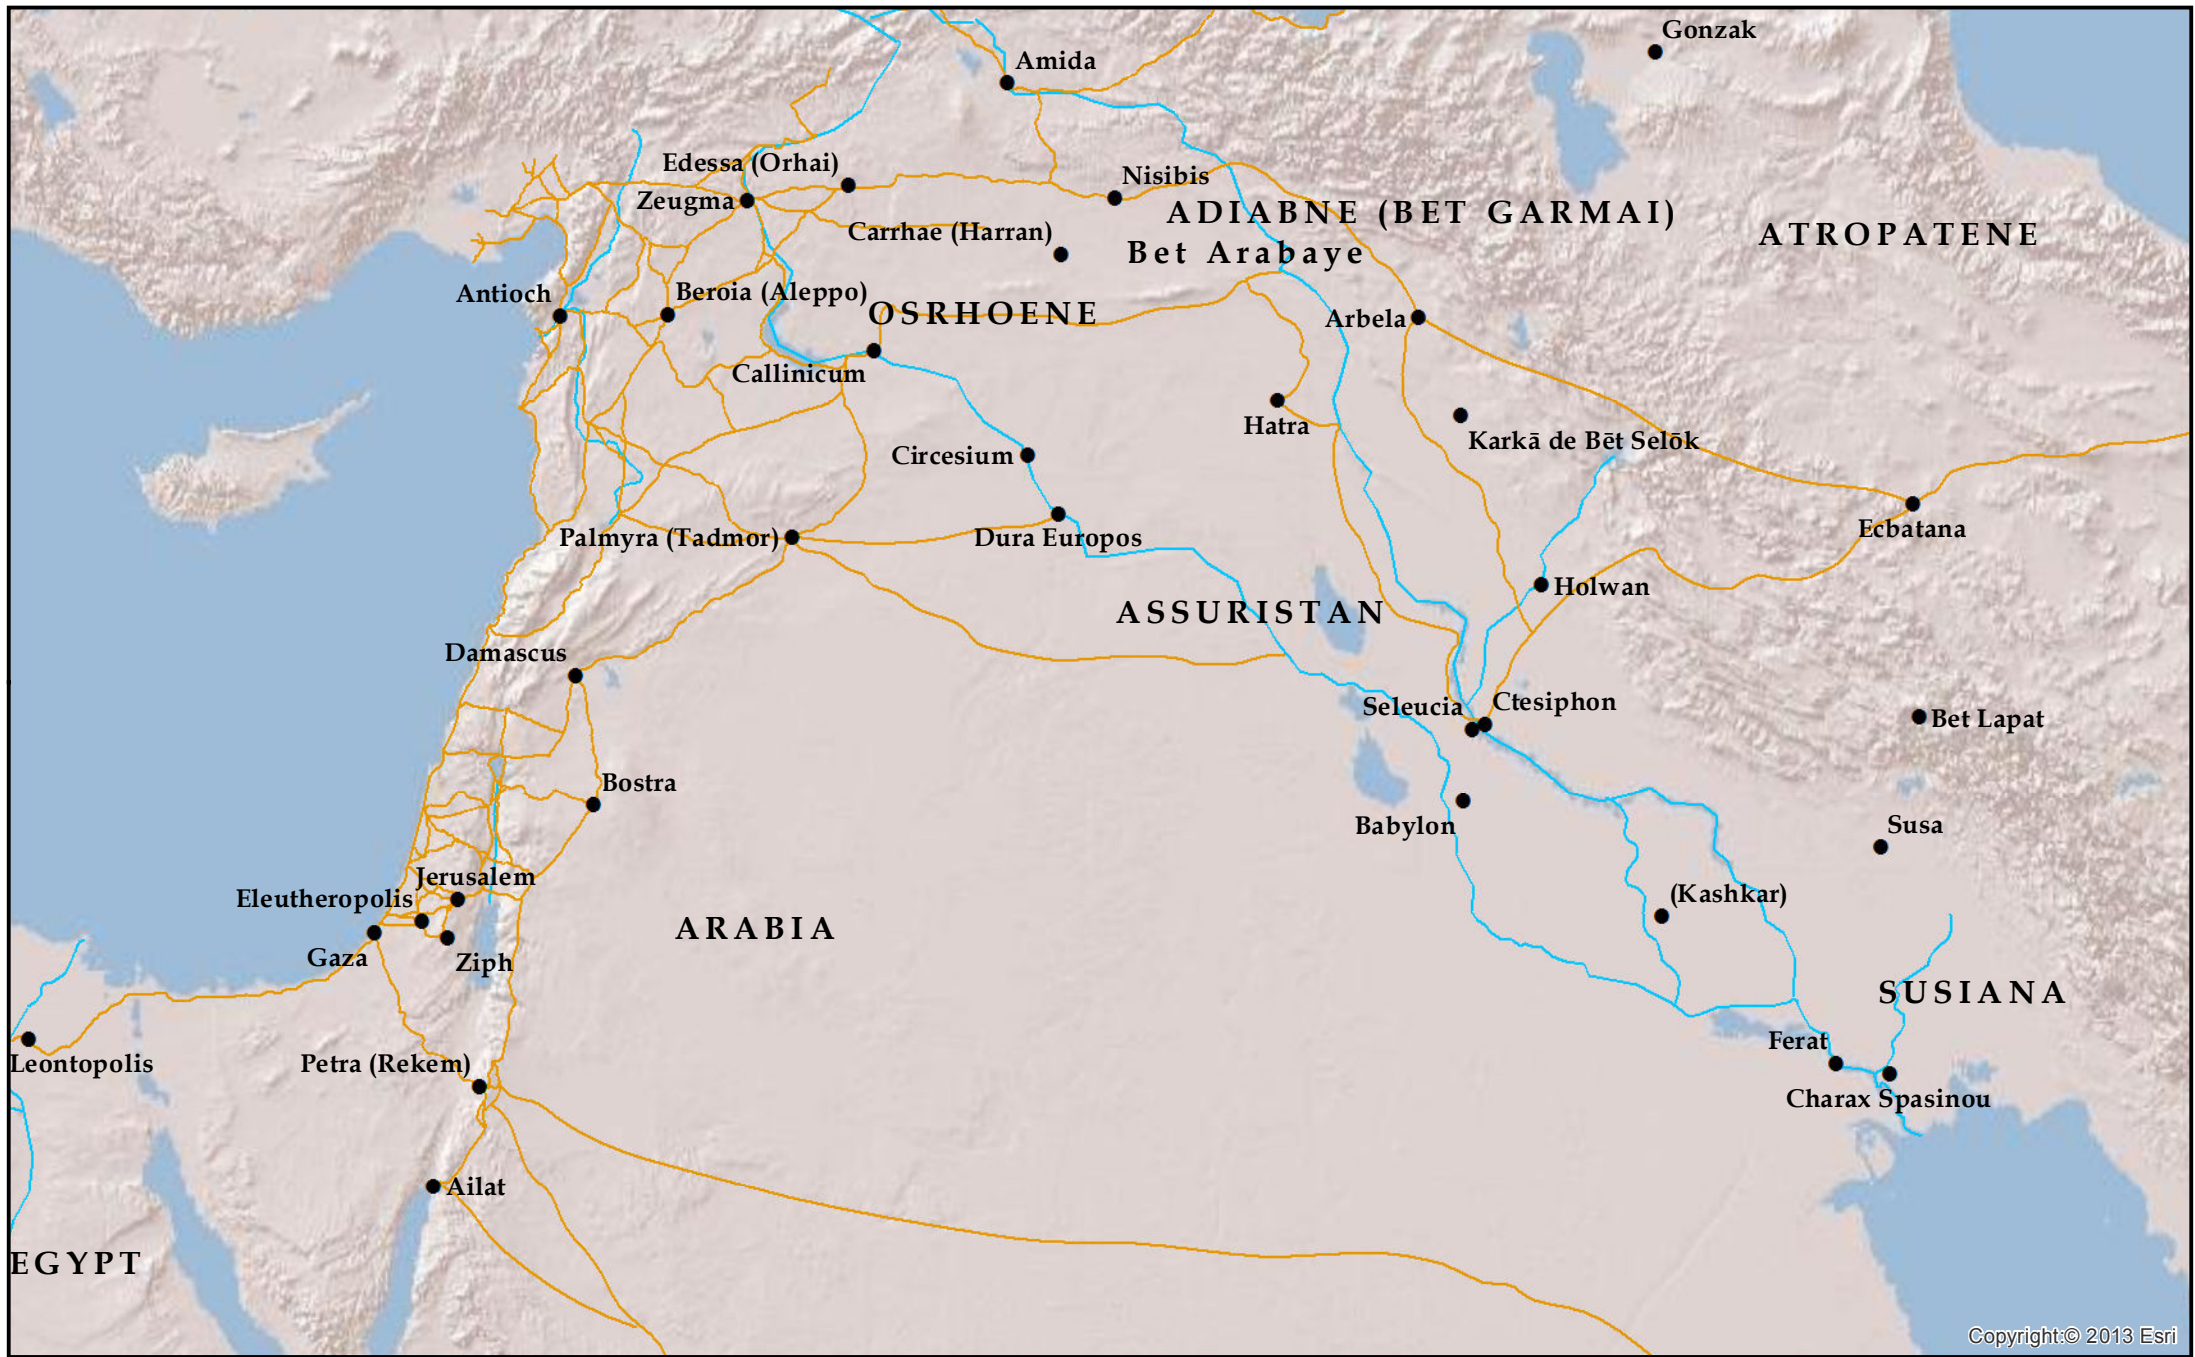 Gonzak
Amida
Edessa (Orhai)
Nisibis
Zeugma
ADIABNE (BET GARMAI)
Carrhae (Harran)
ATROPATENE
Bet Arabaye
Antioch
Beroia (Aleppo)
OSRHOENE
Arbela
Callinicum
Hatra
Karkā de Bēt Selōk
Circesium
Ecbatana
Palmyra (Tadmor)
Dura Europos
Holwan
ASSURISTAN
Damascus
Seleucia
Ctesiphon
Bet Lapat
Bostra
Babylon
Susa
Jerusalem
Eleutheropolis
(Kashkar)
ARABIA
Gaza
Ziph
SUSIANA
Ferat
Leontopolis
Petra (Rekem)
Charax Spasinou
Ailat
EGYPT
Copyright:© 2013 Esri